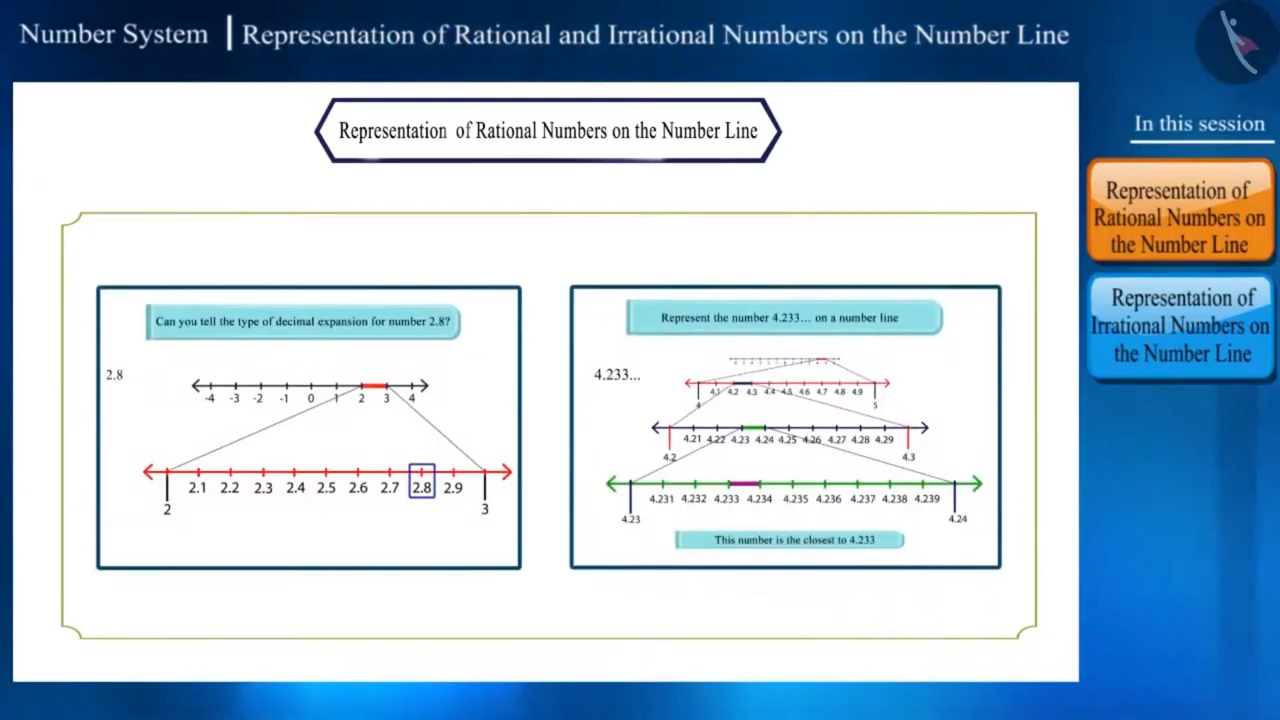 Number System | Representation of Rational and Irrational Numbers on the Number Line
Representation of Rational Numbers on the Number Line
Can you tell the type of decimal expansion for number 2.8?
2.8
-4 -3 -2 -1 0 1 2 3 4
2.1 2.2 2.3 2.4 2.5 2.6 2.7 2.8 2.9
2 3
Represent the number 4.233... on a number line
4.233...
4.1 4.2 4.3 4.4 4.5 4.6 4.7 4.8 4.9
4 5
4.21 4.22 4.23 4.24 4.25 4.26 4.27 4.28 4.29
4.2 4.3
4.231 4.232 4.233 4.234 4.235 4.236 4.237 4.238 4.239
4.23 4.24
This number is the closest to 4.233
In this session
Representation of
Rational Numbers on
the Number Line
Representation of
Irrational Numbers on
the Number Line